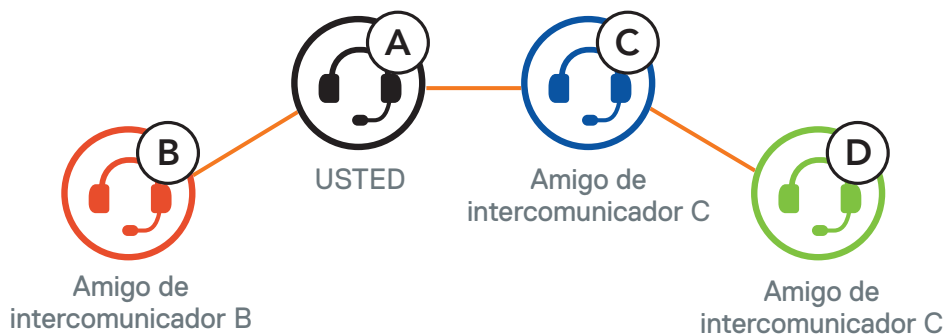 A
C
B
D
USTED
Amigo de
intercomunicador C
Amigo de
intercomunicador B
Amigo de
intercomunicador C